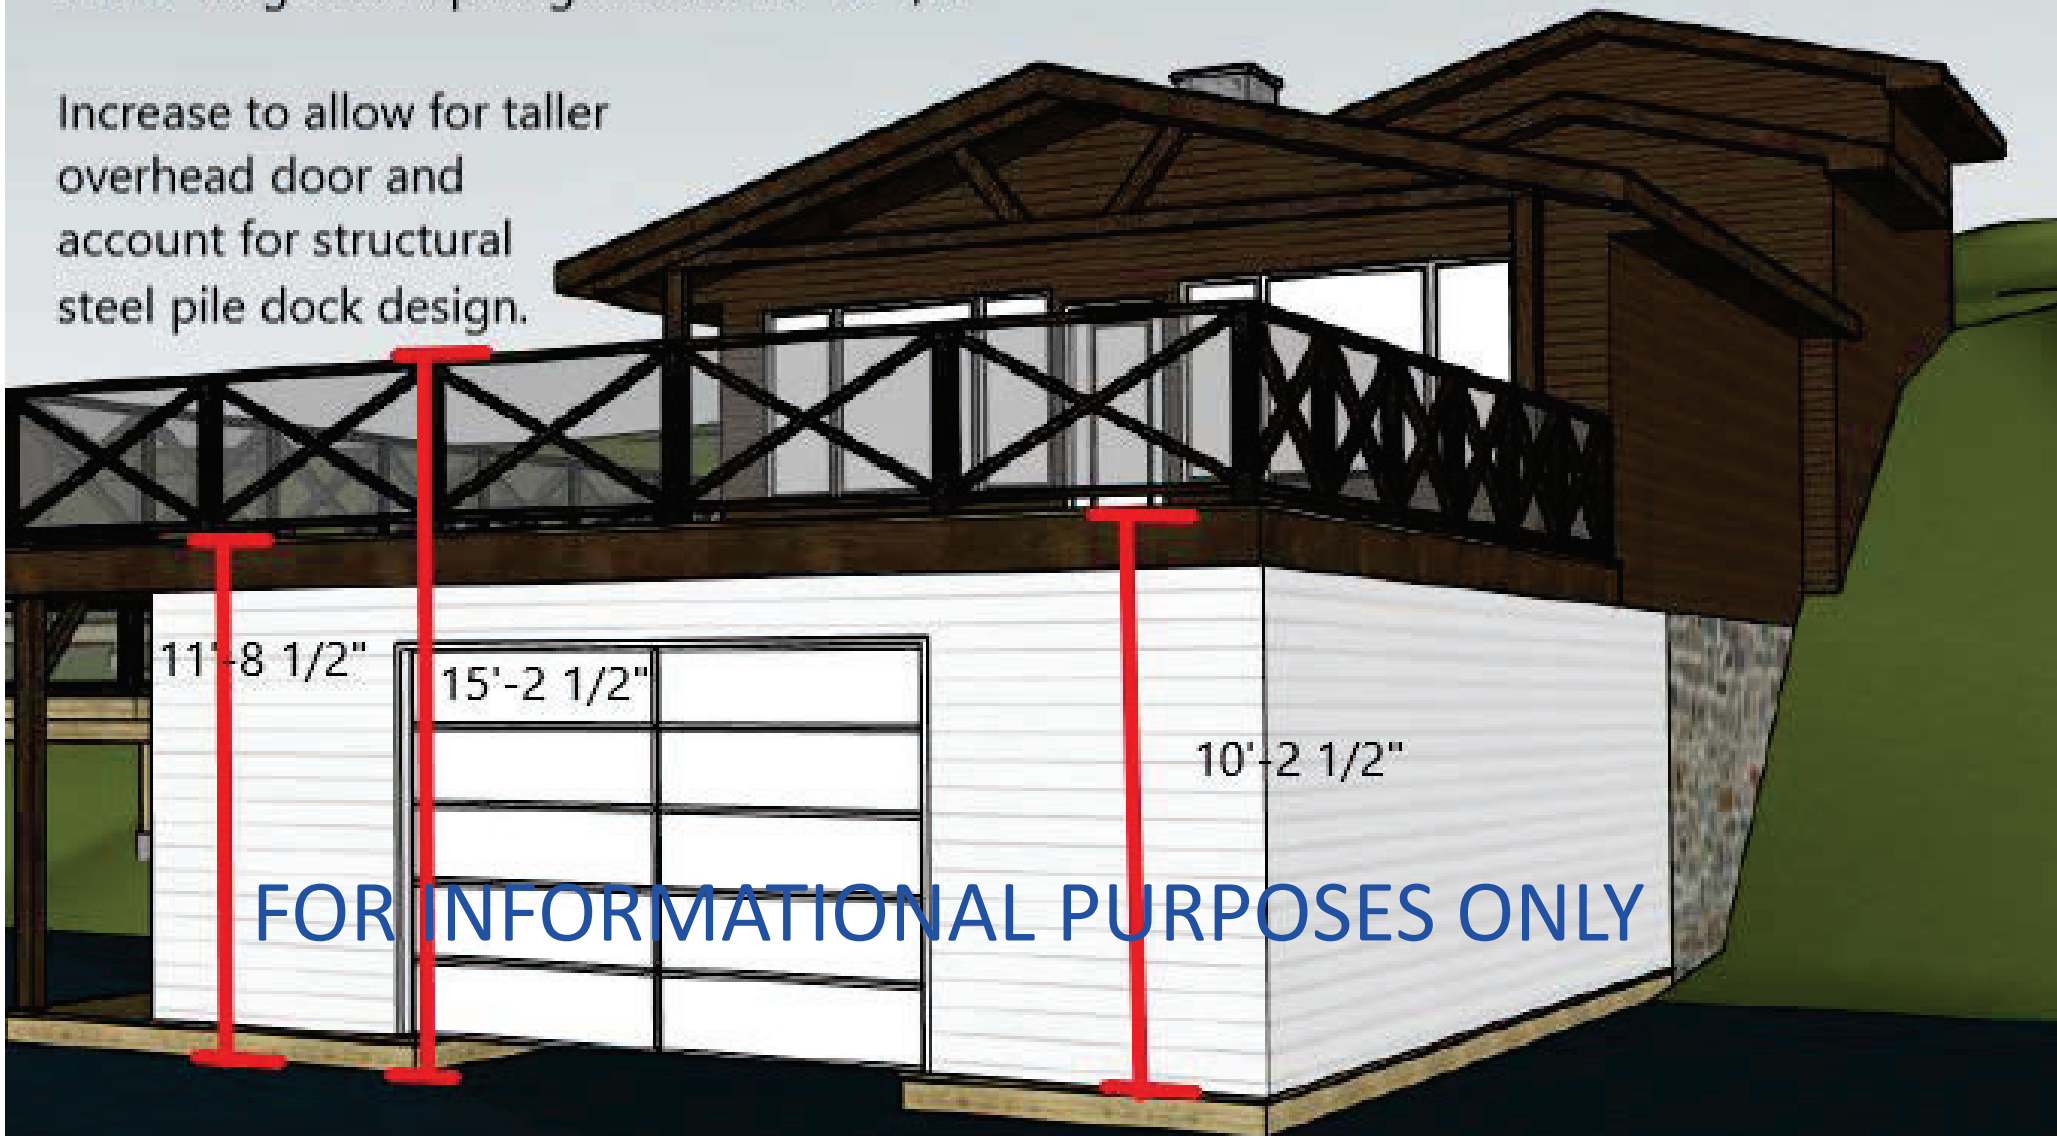 Increase to allow for taller
overhead door and
account for structural
steel pile dock design.
11'-8 1/2"
15'-2 1/2"
10'-2 1/2"
FOR INFORMATIONAL PURPOSES ONLY